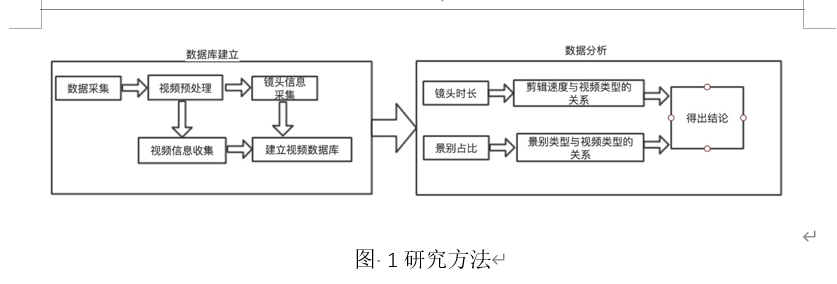 数据库建立
数据采集
视频预处理
镜头信息
采集
视频信息收集
建立视频数据库
数据分析
镜头时长
剪辑速度与视频类型的
关系
景别占比
景别类型与视频类型的
关系
得出结论
图 1 研究方法